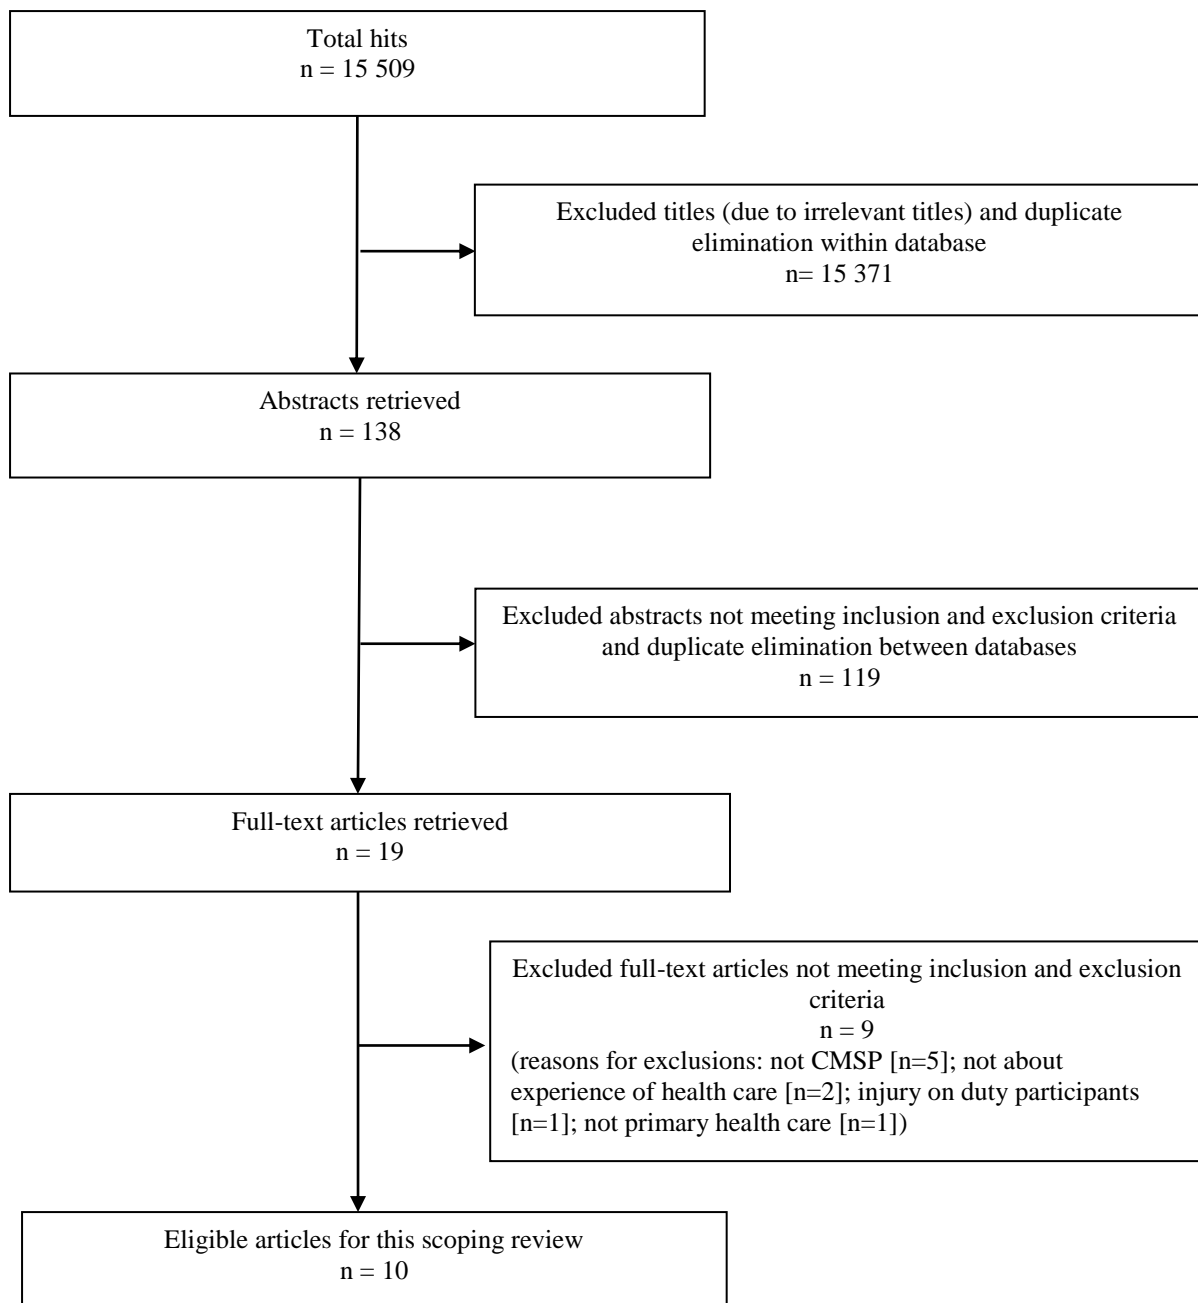 Total hits
n = 15 509
Excluded titles (due to irrelevant titles) and duplicate
elimination within database
n= 15 371
Abstracts retrieved
n = 138
Excluded abstracts not meeting inclusion and exclusion criteria
and duplicate elimination between databases
n = 119
Full-text articles retrieved
n = 19
Excluded full-text articles not meeting inclusion and exclusion
criteria
n = 9
(reasons for exclusions: not CMSP [n=5]; not about
experience of health care [n=2]; injury on duty participants
[n=1]; not primary health care [n=1])
Eligible articles for this scoping review
n = 10